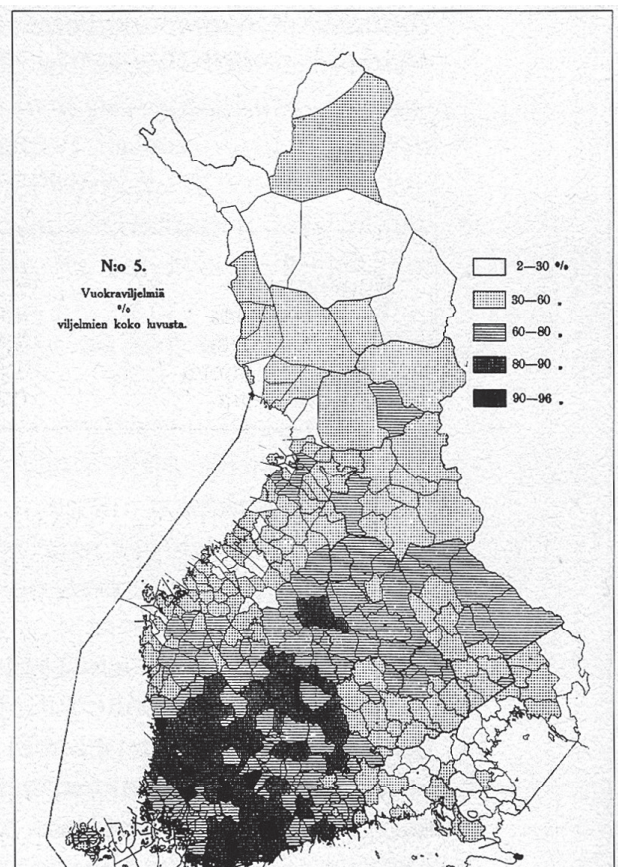 N:o 5.
Vuokraviljelmiä
%
viljelmien koko luvusta.
2—30 %
30—60 „
60—80 „
80—90 „
90—96 „